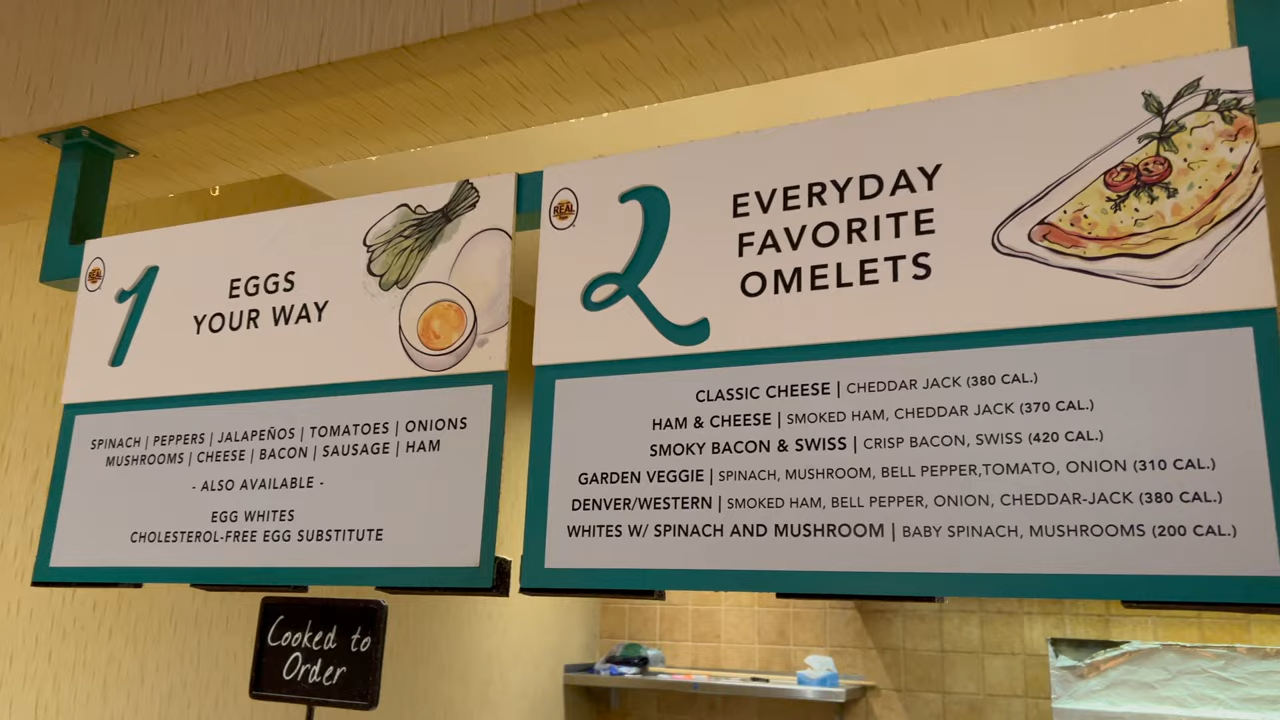 REAL
1
EGGS
YOUR WAY
SPINACH | PEPPERS | JALAPEÑOS | TOMATOES | ONIONS
MUSHROOMS | CHEESE | BACON | SAUSAGE | HAM
- ALSO AVAILABLE -
EGG WHITES
CHOLESTEROL-FREE EGG SUBSTITUTE
REAL
2
EVERYDAY
FAVORITE
OMELETS
CLASSIC CHEESE | CHEDDAR JACK (380 CAL.)
HAM & CHEESE | SMOKED HAM, CHEDDAR JACK (370 CAL.)
SMOKY BACON & SWISS | CRISP BACON, SWISS (420 CAL.)
GARDEN VEGGIE | SPINACH, MUSHROOM, BELL PEPPER,TOMATO, ONION (310 CAL.)
DENVER/WESTERN | SMOKED HAM, BELL PEPPER, ONION, CHEDDAR-JACK (380 CAL.)
WHITES W/ SPINACH AND MUSHROOM | BABY SPINACH, MUSHROOMS (200 CAL.)
Cooked to
Order